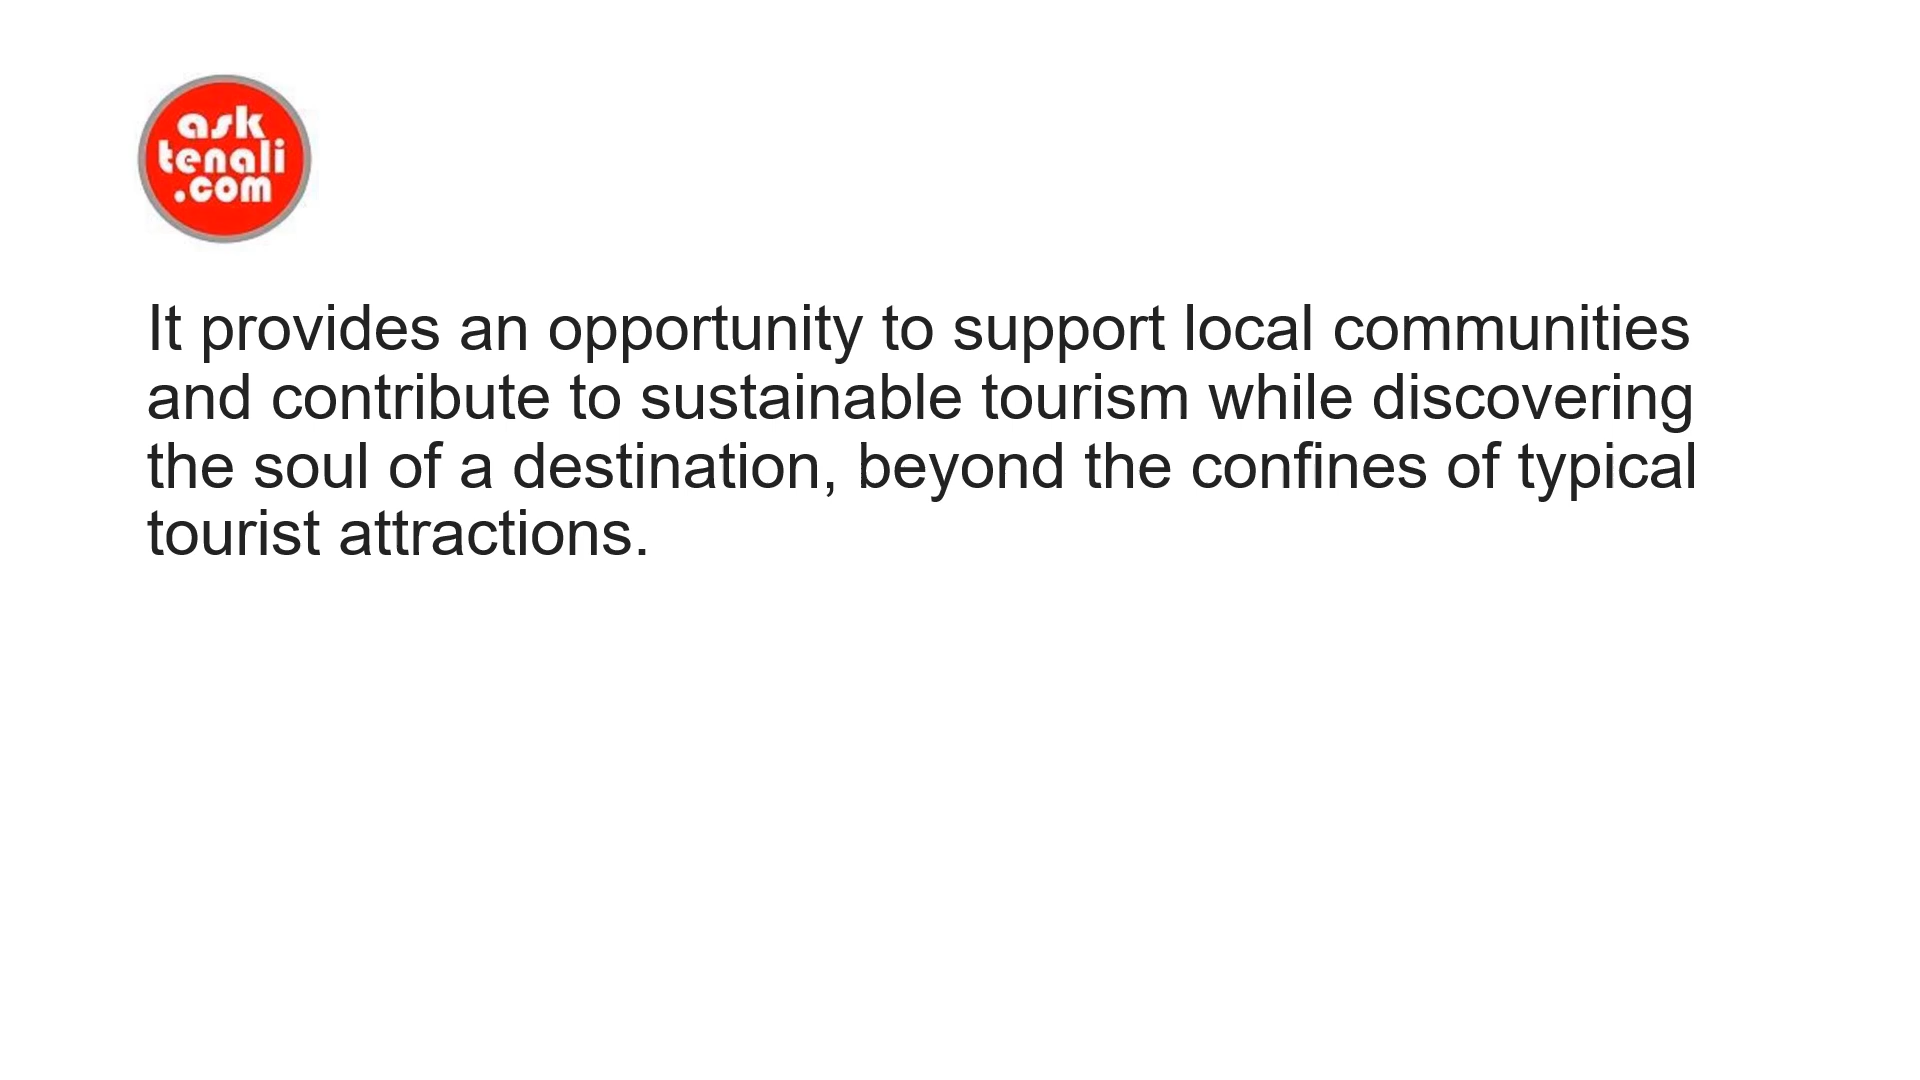 ask
tenali
.com
It provides an opportunity to support local communities
and contribute to sustainable tourism while discovering
the soul of a destination, beyond the confines of typical
tourist attractions.